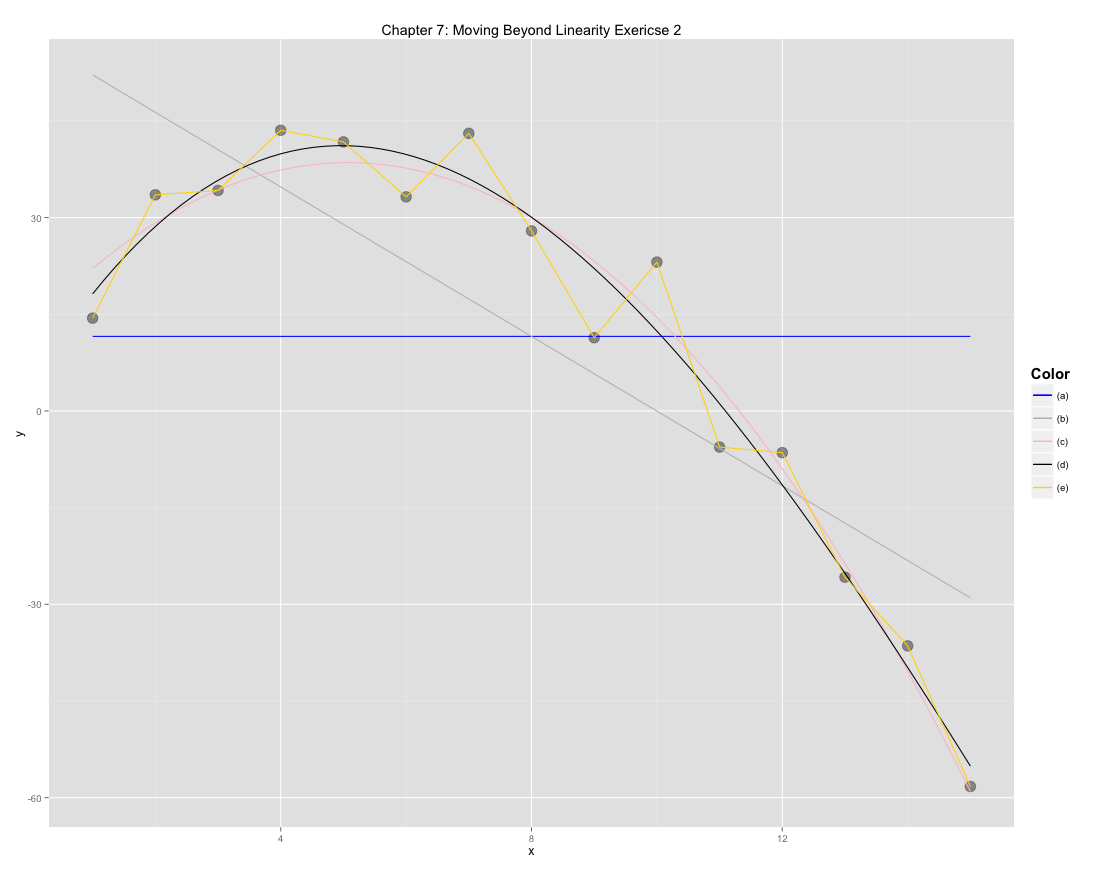 Chapter 7: Moving Beyond Linearity Exericse 2
30
0
-30
-60
y
4
8
12
x
Color
(a)
(b)
(c)
(d)
(e)